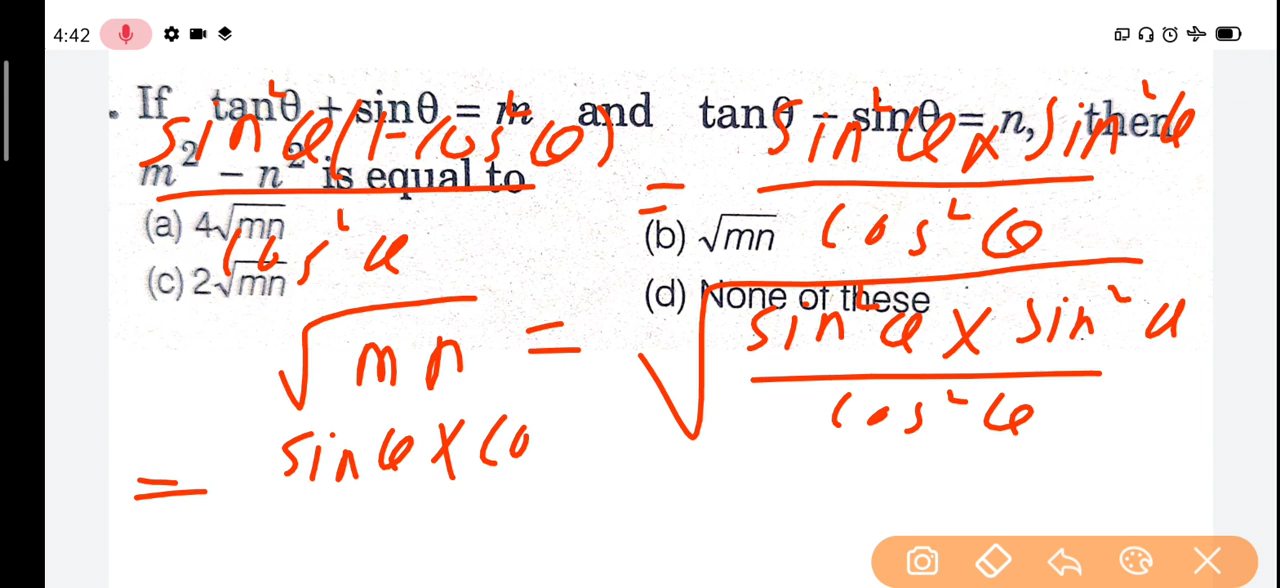 4:42
. If tanθ + sinθ = m and tanθ – sinθ = n, then
sin²θ(1-cos²θ)
sin²θ x sin²θ
m² – n² is equal to
=
cos²θ
cos²θ
(a) 4√mn
(b) √mn
(c) 2√mn
(d) None of these
√mn = √sin²θ x sin²θ
cos²θ
= sinθ x co